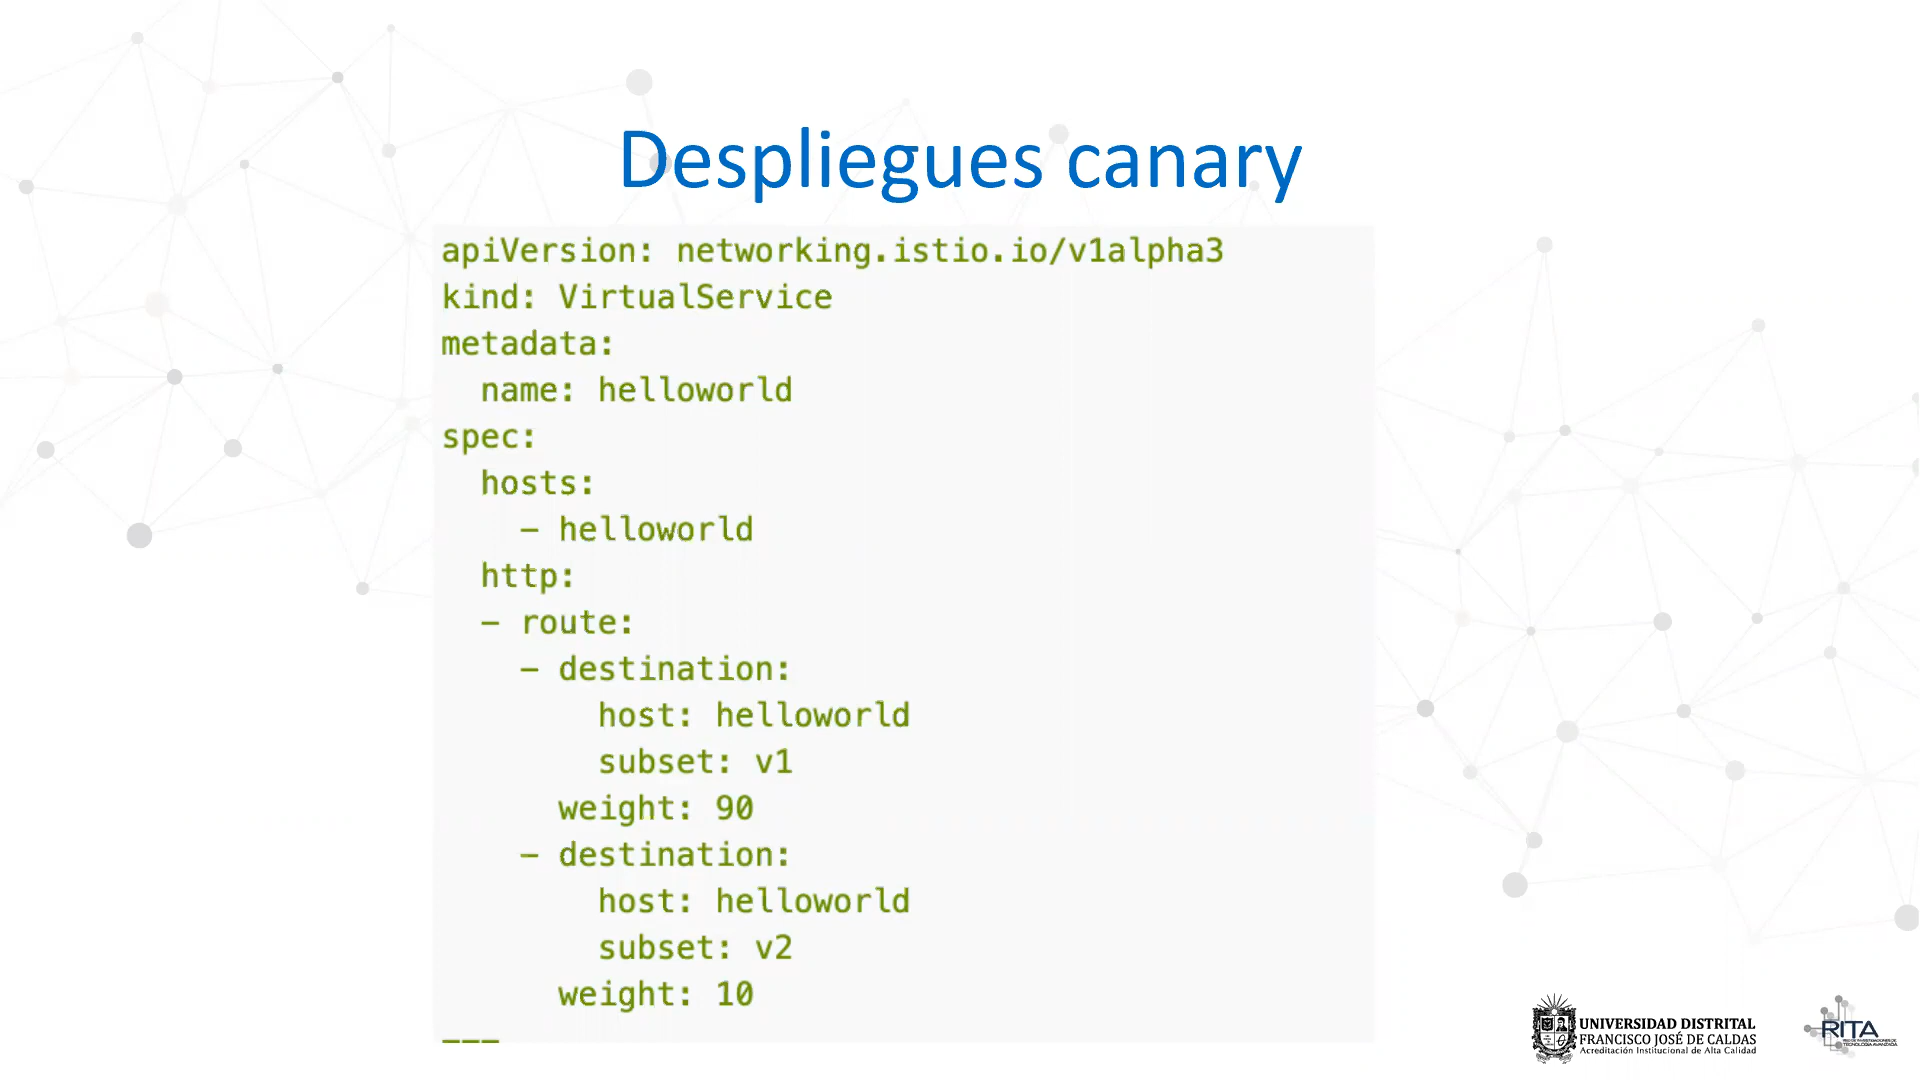 Despliegues canary
apiVersion: networking.istio.io/v1alpha3
kind: VirtualService
metadata:
  name: helloworld
spec:
  hosts:
    - helloworld
  http:
  - route:
    - destination:
        host: helloworld
        subset: v1
      weight: 90
    - destination:
        host: helloworld
        subset: v2
      weight: 10
---
UNIVERSIDAD DISTRITAL
FRANCISCO JOSÉ DE CALDAS
Acreditación Institucional de Alta Calidad
RITA